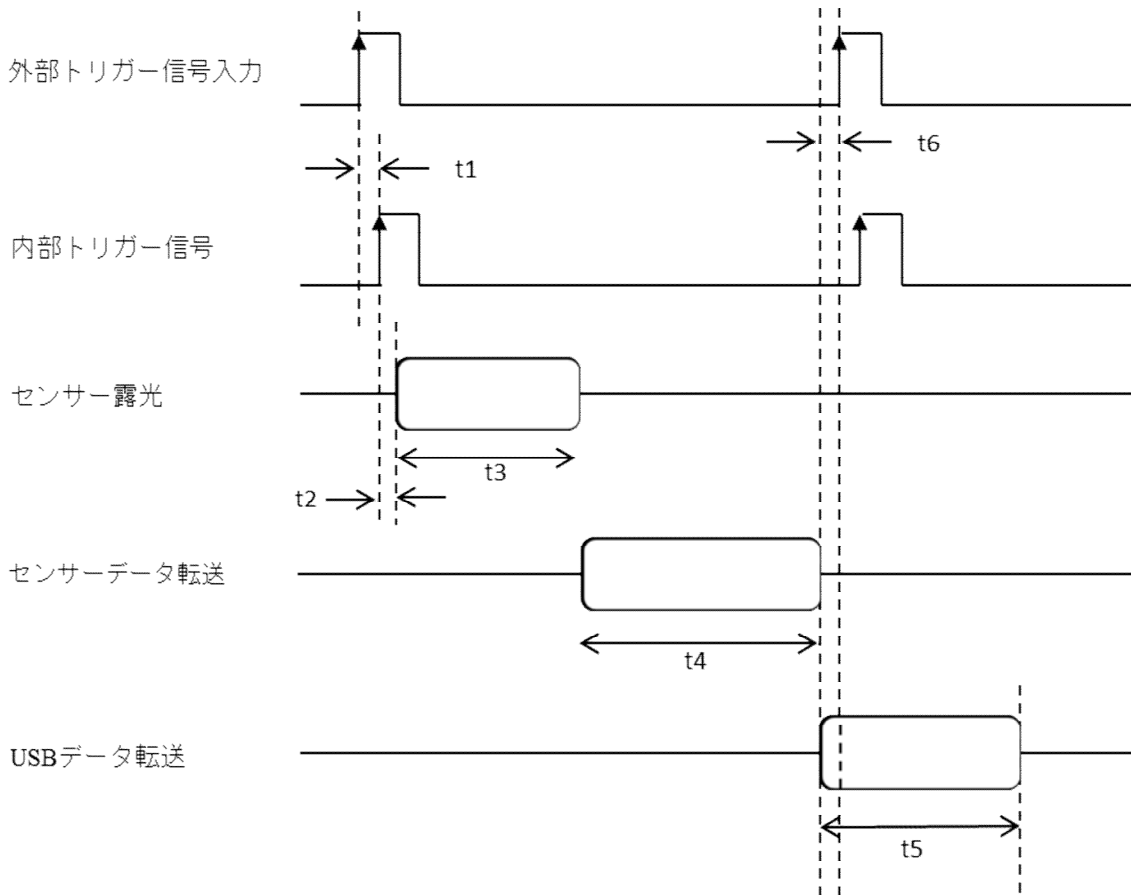 外部トリガー信号入力
t6
t1
内部トリガー信号
センサー露光
t3
t2
センサーデータ転送
t4
USBデータ転送
t5